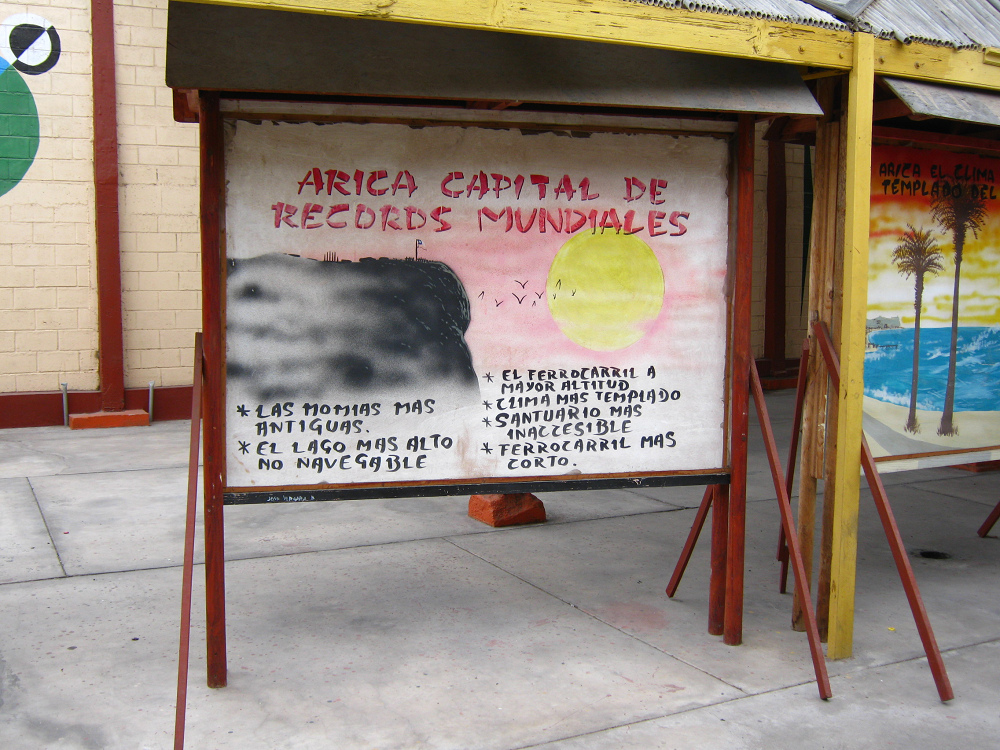 ARICA CAPITAL DE
RECORDS MUNDIALES
* LAS MOMIAS MAS
ANTIGUAS.
* EL LAGO MAS ALTO
NO NAVEGABLE
* EL FERROCARRIL A
MAYOR ALTITUD
* CLIMA MAS TEMPLADO
* SANTUARIO MAS
INACCESIBLE
* FERROCARRIL MAS
CORTO.
ARICA EL CLIMA
TEMPLADO DEL